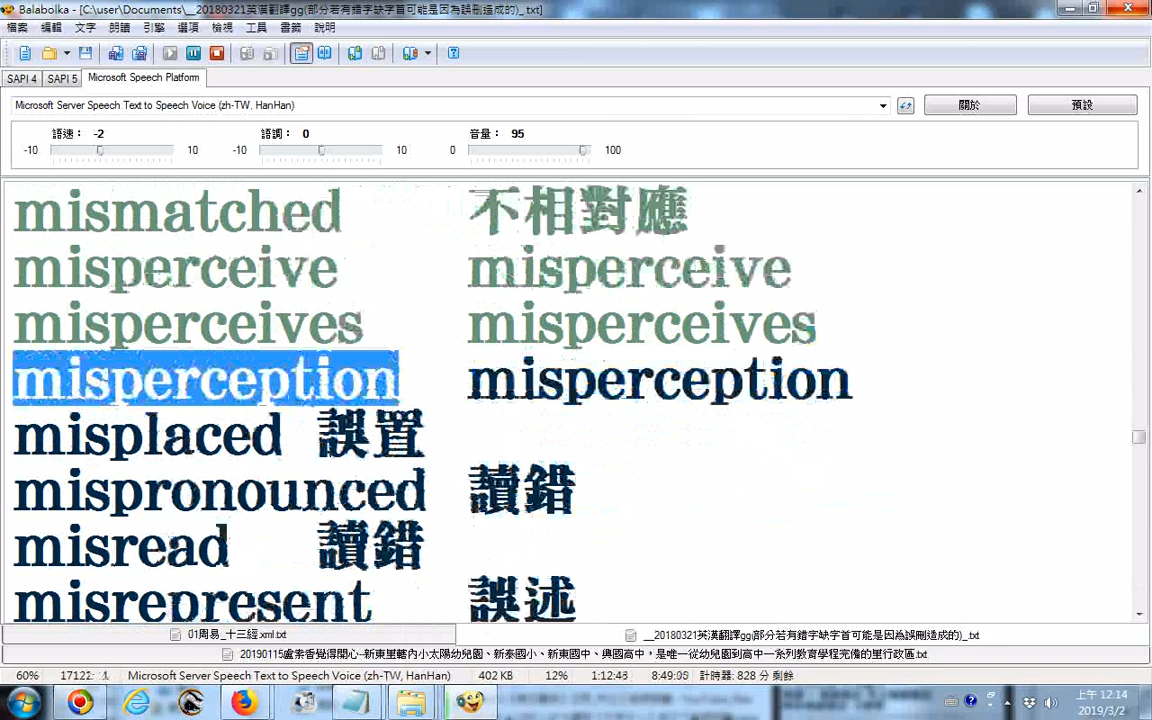 Balabolka - [C:\user\Documents\__20180321英漢翻譯gg(部分若有錯字缺字首可能是因為誤刪造成的)_.txt]
檔案 編輯 文字 朗讀 引擎 選項 檢視 工具 書籤 說明
SAPI 4 SAPI 5 Microsoft Speech Platform
Microsoft Server Speech Text to Speech Voice (zh-TW, HanHan) 關於 預設
語速： -2 語調： 0 音量： 95
-10 10 -10 10 0 100
mismatched 不相對應
misperceive misperceive
misperceives misperceives
misperception misperception
misplaced 誤置
mispronounced 讀錯
misread 讀錯
misrepresent 誤述
01周易_十三經.xml.txt __20180321英漢翻譯gg(部分若有錯字缺字首可能是因為誤刪造成的)_.txt
20190115盧素香覺得開心-新東里轄內小太陽幼兒園、新泰國小、新東國中、興國高中，是唯一從幼兒園到高中一系列教育學程完備的里行政區.txt
60% 17122: Microsoft Server Speech Text to Speech Voice (zh-TW, HanHan) 402 KB 12% 1:12:43 8:49:09 計時器: 828 分 剩餘
上午 12:14
2019/3/2